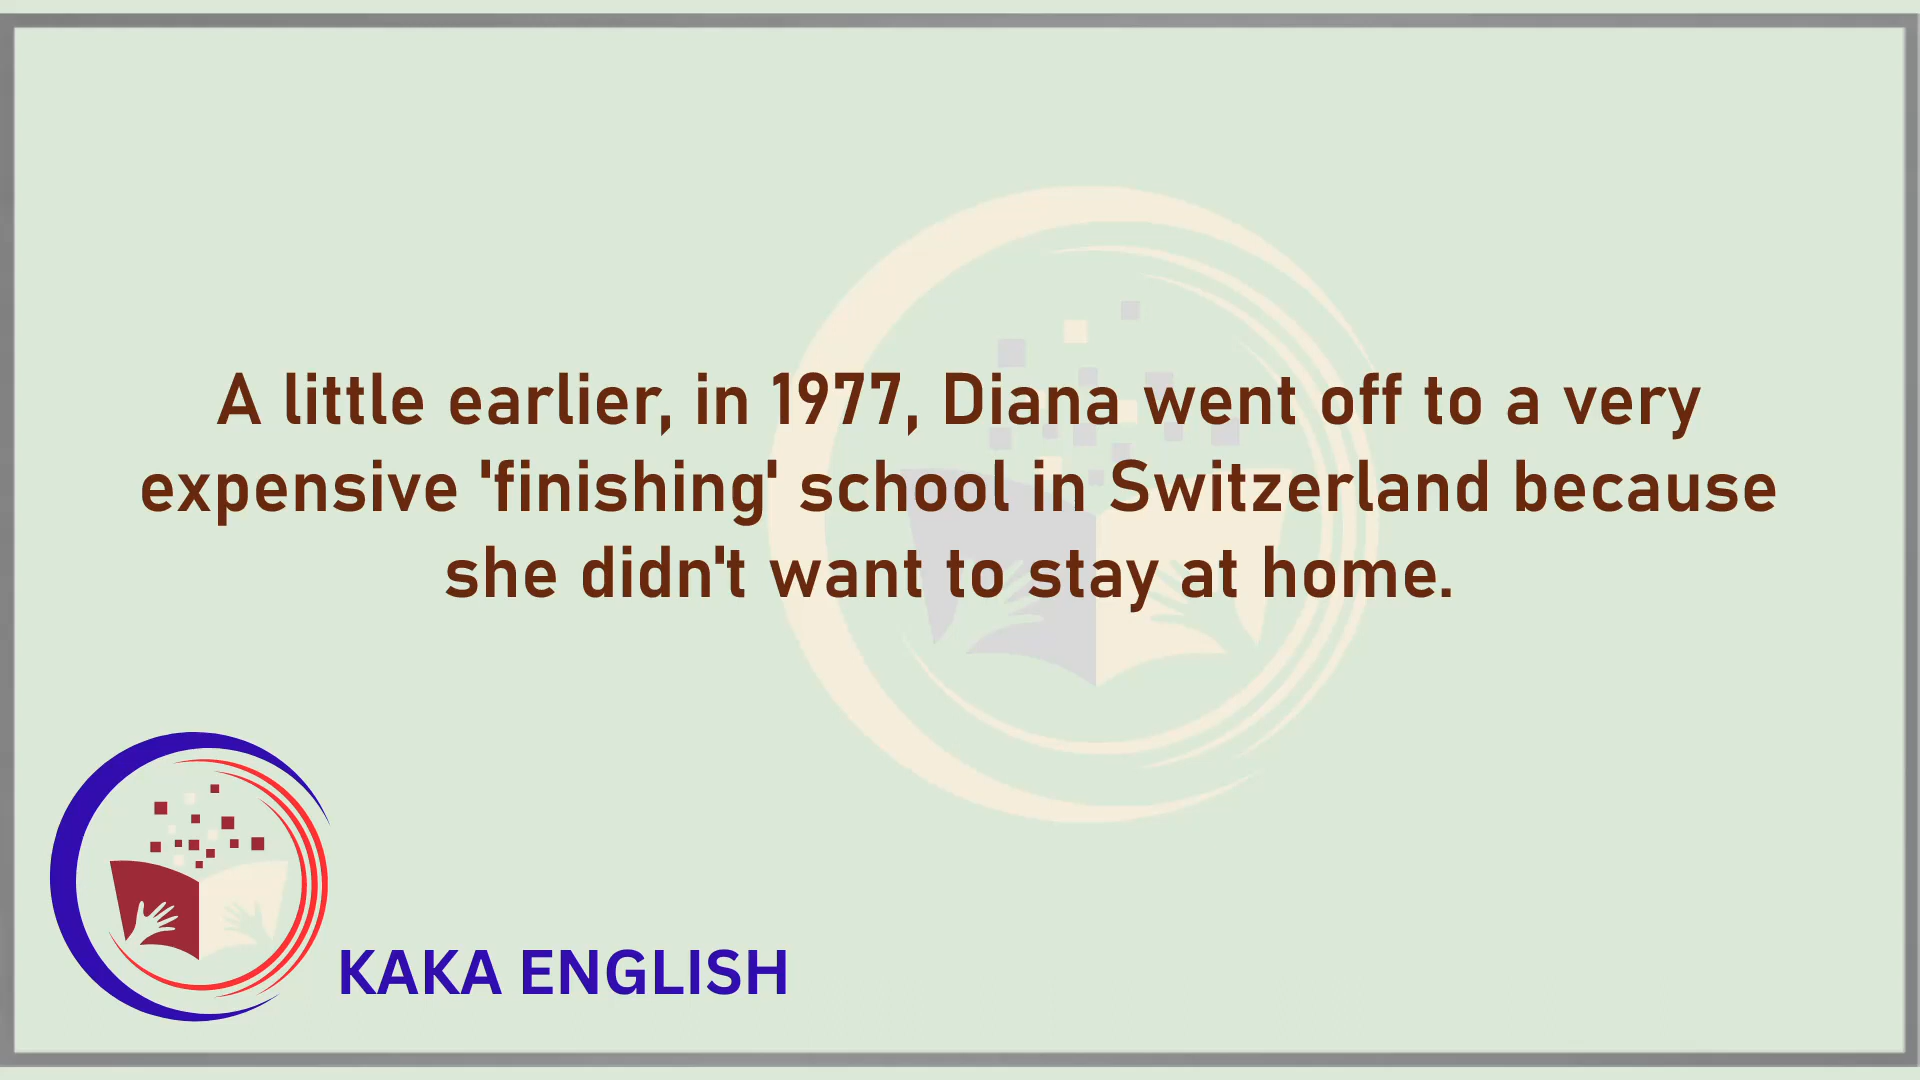 A little earlier, in 1977, Diana went off to a very
expensive 'finishing' school in Switzerland because
she didn't want to stay at home.
KAKA ENGLISH